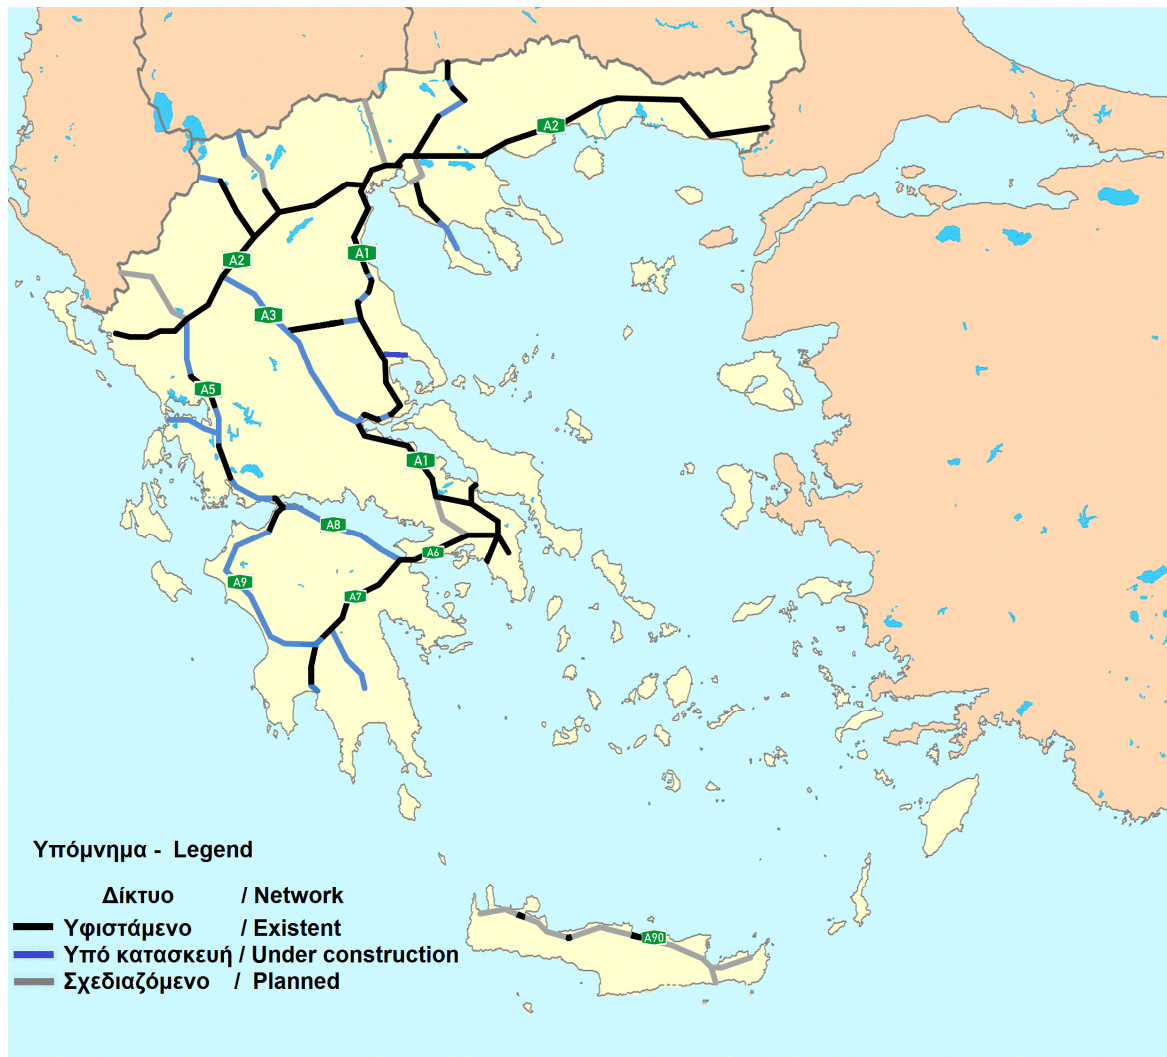 A2
A1
A2
A3
A5
A1
A8
A6
A9
A7
Υπόμνημα - Legend
Δίκτυο / Network
Υφιστάμενο / Existent
A90
Υπό κατασκευή / Under construction
Σχεδιαζόμενο / Planned